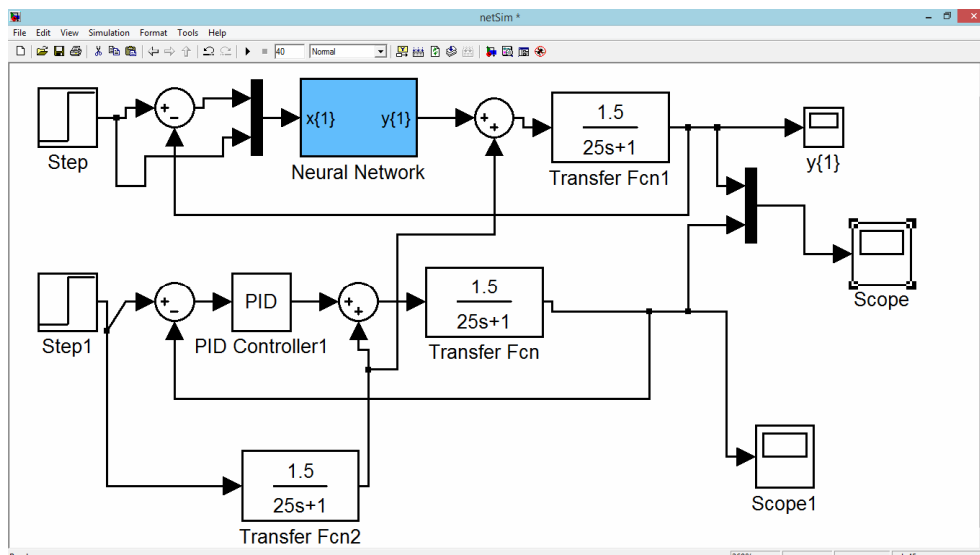 netSim *
File Edit View Simulation Format Tools Help
40 Normal
Step
+
−
x{1} y{1}
Neural Network
+
+
1.5
25s+1
Transfer Fcn1
y{1}
Scope
Step1
−
PID
PID Controller1
+
+
1.5
25s+1
Transfer Fcn
1.5
25s+1
Transfer Fcn2
Scope1